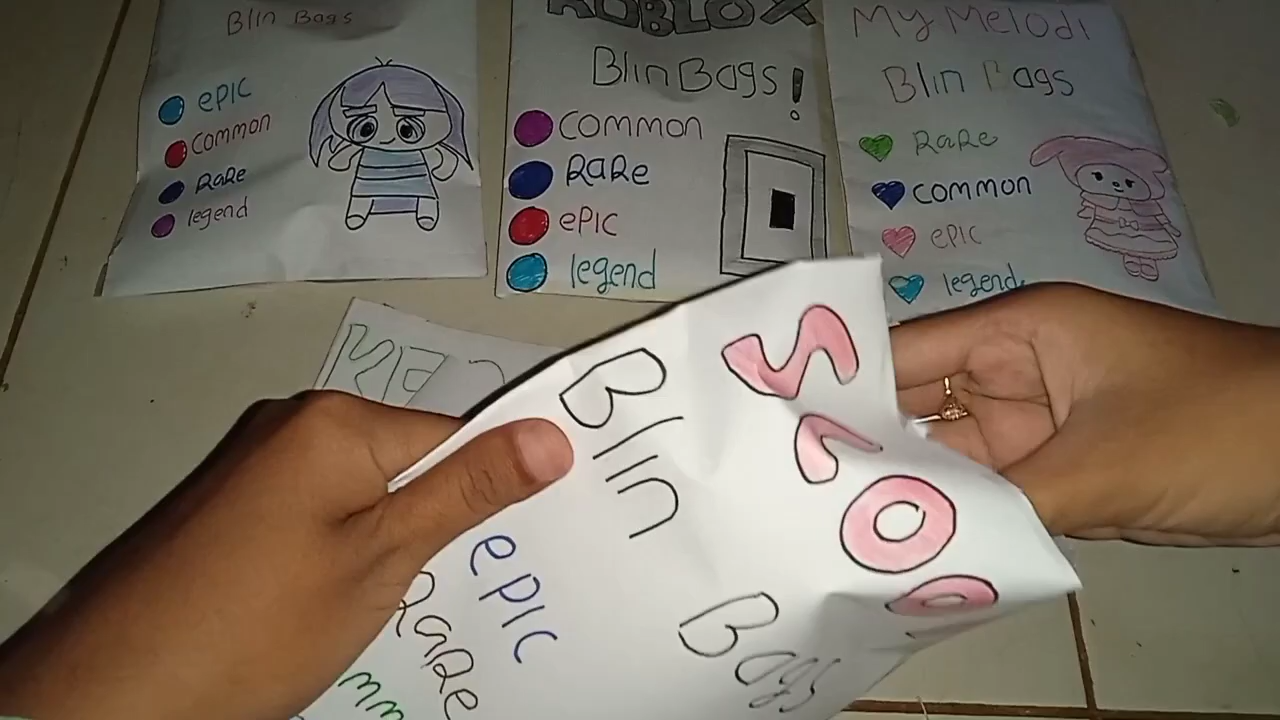 Blin Bags
epic
Common
RaRe
legend
ROBLOX
Blin Bags!
Common
RaRe
ePic
legend
My Melodi
Blin Bags
RaRe
common
epic
legend
Blin
Bags
epic
RaRe